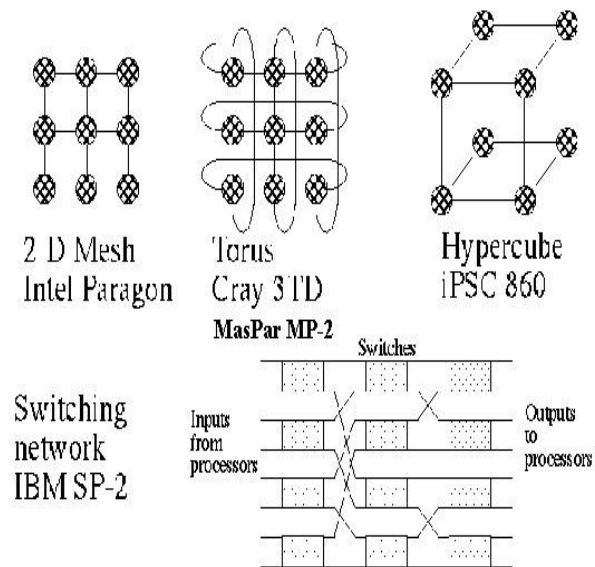 2 D Mesh
Intel Paragon
Torus
Cray 3TD
MasPar MP-2
Hypercube
iPSC 860
Switching
network
IBM SP-2
Switches
Inputs
from
processors
Outputs
to
processors